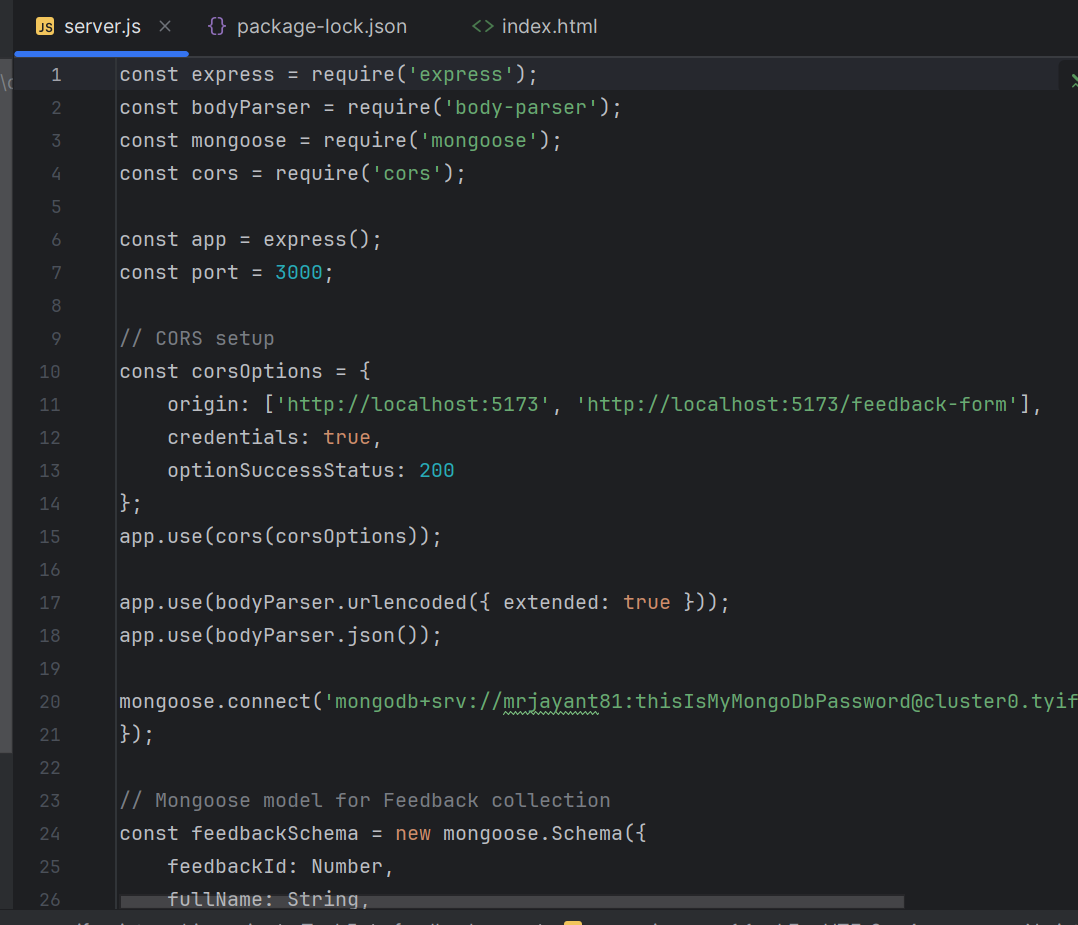 JS server.js × {} package-lock.json <> index.html
1 const express = require('express');
2 const bodyParser = require('body-parser');
3 const mongoose = require('mongoose');
4 const cors = require('cors');
5
6 const app = express();
7 const port = 3000;
8
9 // CORS setup
10 const corsOptions = {
11 origin: ['http://localhost:5173', 'http://localhost:5173/feedback-form'],
12 credentials: true,
13 optionSuccessStatus: 200
14 };
15 app.use(cors(corsOptions));
16
17 app.use(bodyParser.urlencoded({ extended: true }));
18 app.use(bodyParser.json());
19
20 mongoose.connect('mongodb+srv://mrjayant81:thisIsMyMongoDbPassword@cluster0.tyif
21 });
22
23 // Mongoose model for Feedback collection
24 const feedbackSchema = new mongoose.Schema({
25 feedbackId: Number,
26 fullName: String,